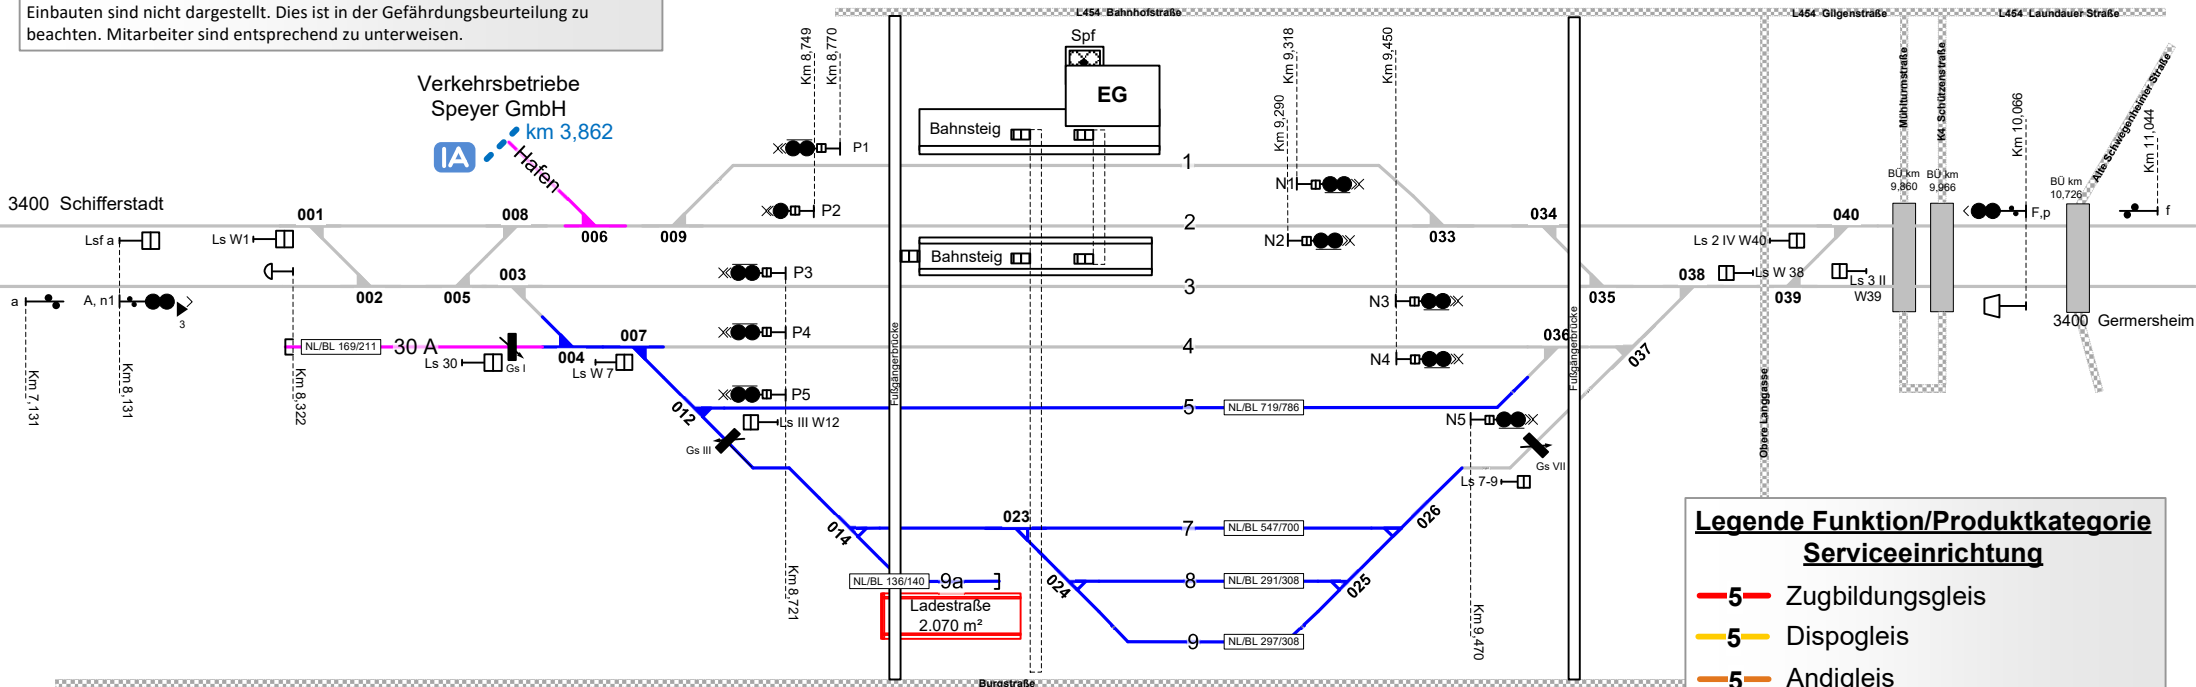 Einbauten sind nicht dargestellt. Dies ist in der Gefährdungsbeurteilung zu
beachten. Mitarbeiter sind entsprechend zu unterweisen.
L454 Bahnhofstraße
L454 Gilgenstraße
L454 Laundauer Straße
Verkehrsbetriebe
Speyer GmbH
IA
km 3,862
Hafen
Km 8,749
Km 8,770
Spf
EG
Bahnsteig
Km 9,290
Km 9,318
Km 9,450
Mühlturmstraße
K4 Schützenstraße
Km 10,066
Alte Schwegenheimer Straße
Km 11,044
P1
1
N1
BÜ km
9,860
BÜ km
9,966
BÜ km
10,726
3400 Schifferstadt
001
008
006
009
P2
2
N2
033
034
040
F,p
f
Lsf a
Ls W1
Bahnsteig
Ls 2 IV W40
002
005
003
P3
3
N3
035
038
Ls W 38
039
Ls 3 II
W39
a
A, n1
3
3400 Germersheim
NL/BL 169/211
30 A
Ls 30
Gs I
004
Ls W 7
007
P4
4
N4
036
037
Km 7,131
Km 8,131
Km 8,322
Fußgängerbrücke
Fußgängerbrücke
Obere Langgasse
P5
012
5
NL/BL 719/786
N5
Ls III W12
Gs III
Gs VII
Ls 7-9
014
023
7
NL/BL 547/700
026
Km 8,721
NL/BL 136/140
9a
024
8
NL/BL 291/308
025
Ladestraße
2.070 m²
9
NL/BL 297/308
Km 9,470
Burgstraße
Legende Funktion/Produktkategorie
Serviceeinrichtung
5 Zugbildungsgleis
5 Dispogleis
5 Andigleis